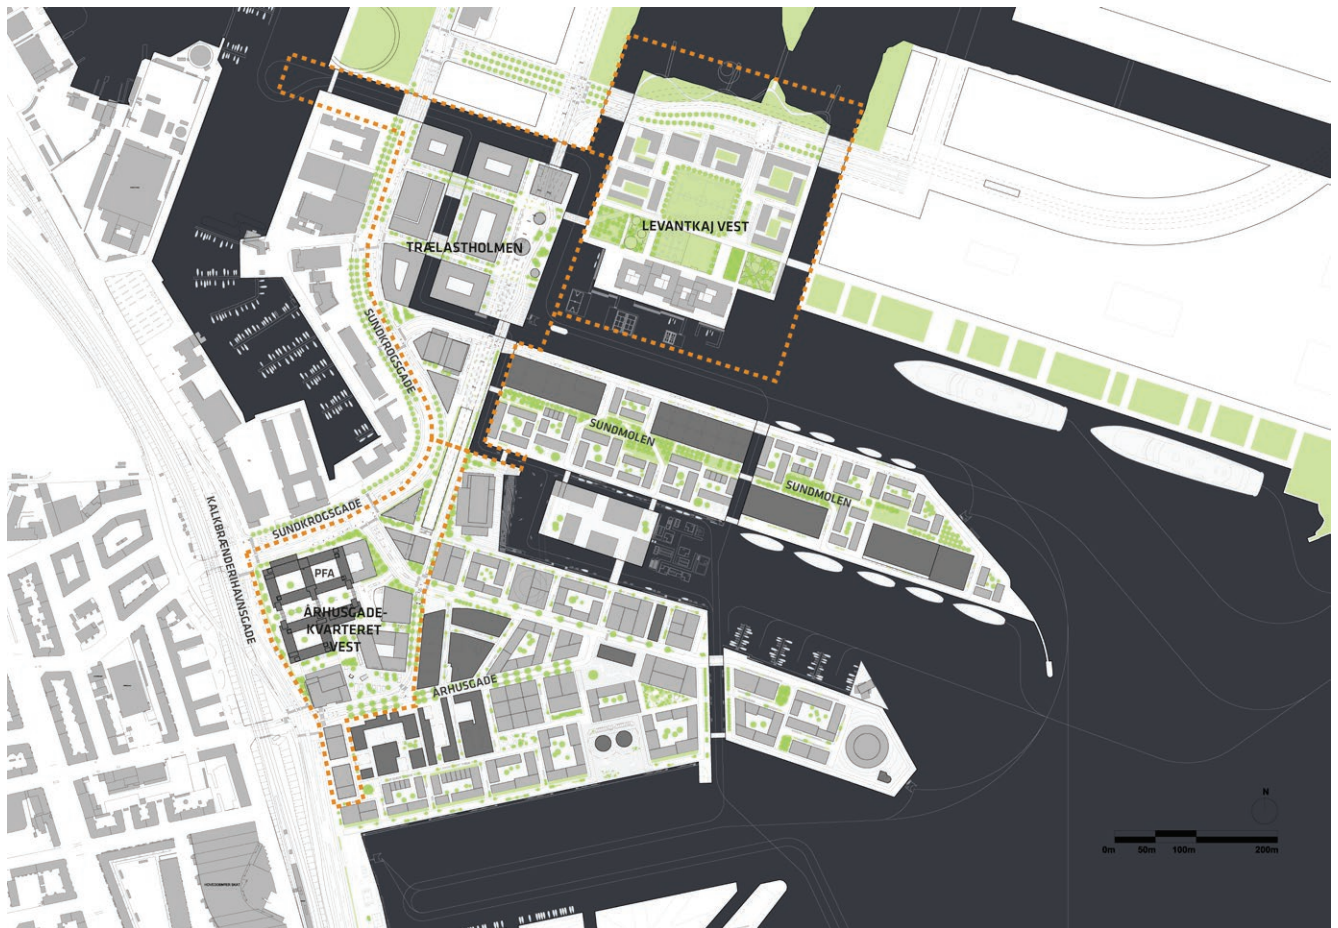 LEVANTKAJ VEST
TRÆLASTHOLMEN
SUNDKROGSGADE
SUNDMOLEN
SUNDMOLEN
SUNDKROGSGADE
KALKBRÆNDERIHAVNSGADE
PFA
ÅRHUSGADE-
KVARTERET
VEST
ÅRHUSGADE
N
0m 50m 100m 200m